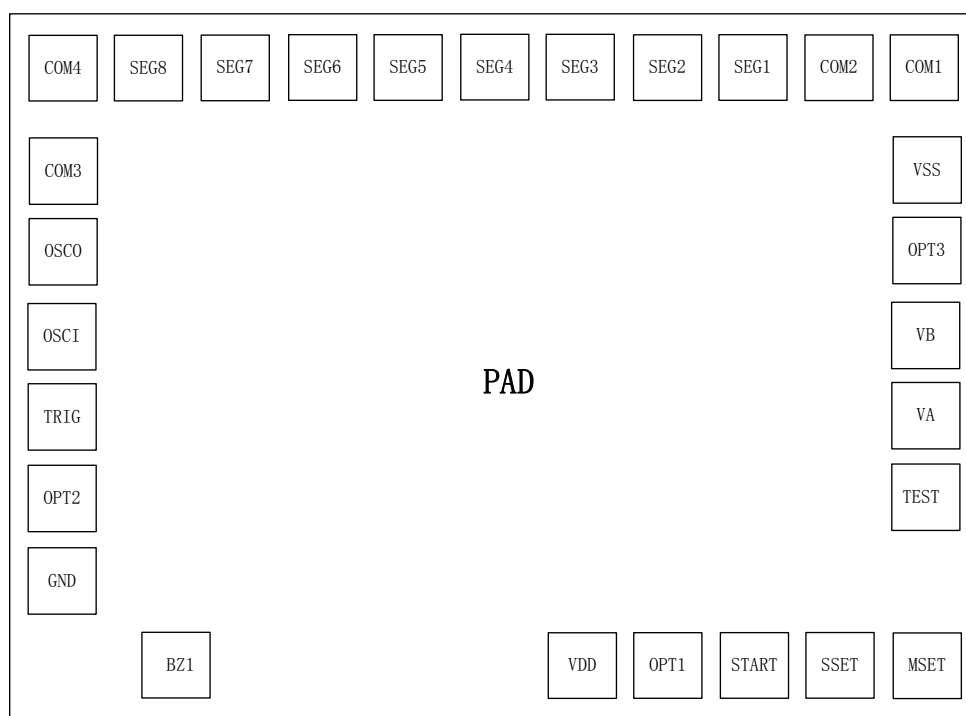 COM4 SEG8 SEG7 SEG6 SEG5 SEG4 SEG3 SEG2 SEG1 COM2 COM1
COM3 VSS
OSCO OPT3
OSCI VB
PAD
TRIG VA
OPT2 TEST
GND
BZ1 VDD OPT1 START SSET MSET